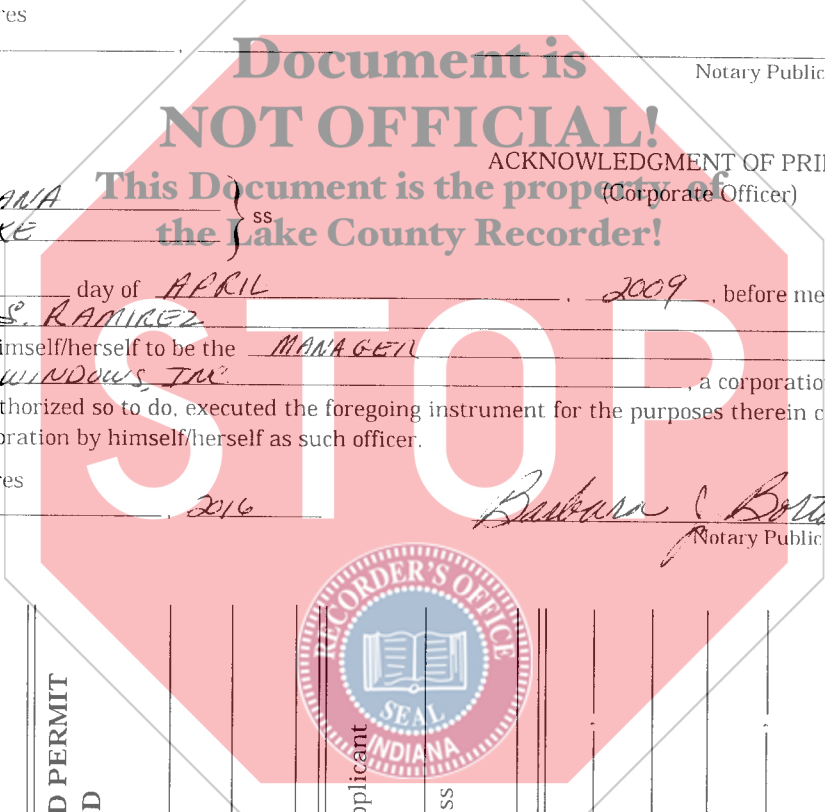 res
Document is
Notary Public
NOT OFFICIAL!
ACKNOWLEDGMENT OF PRI
(Corporate Officer)
This Document is the property of
ANA
ss
KE
the Lake County Recorder!
day of APRIL , 2009 , before me
S. RAMIREZ
imself/herself to be the MANAGER
WINDOWS, INC , a corporatio
thorized so to do, executed the foregoing instrument for the purposes therein c
oration by himself/herself as such officer.
STOP
res
, 2016
Barbara
Notary Public
RECORDER'S OFFICE
SEAL
INDIANA
D PERMIT
D
pplicant
ss